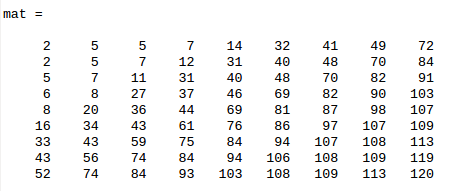 mat =
2 5 5 7 14 32 41 49 72
2 5 7 12 31 40 48 70 84
5 7 11 31 40 48 70 82 91
6 8 27 37 46 69 82 90 103
8 20 36 44 69 81 87 98 107
16 34 43 61 76 86 97 107 109
33 43 59 75 84 94 107 108 113
43 56 74 84 94 106 108 109 119
52 74 84 93 103 108 109 113 120